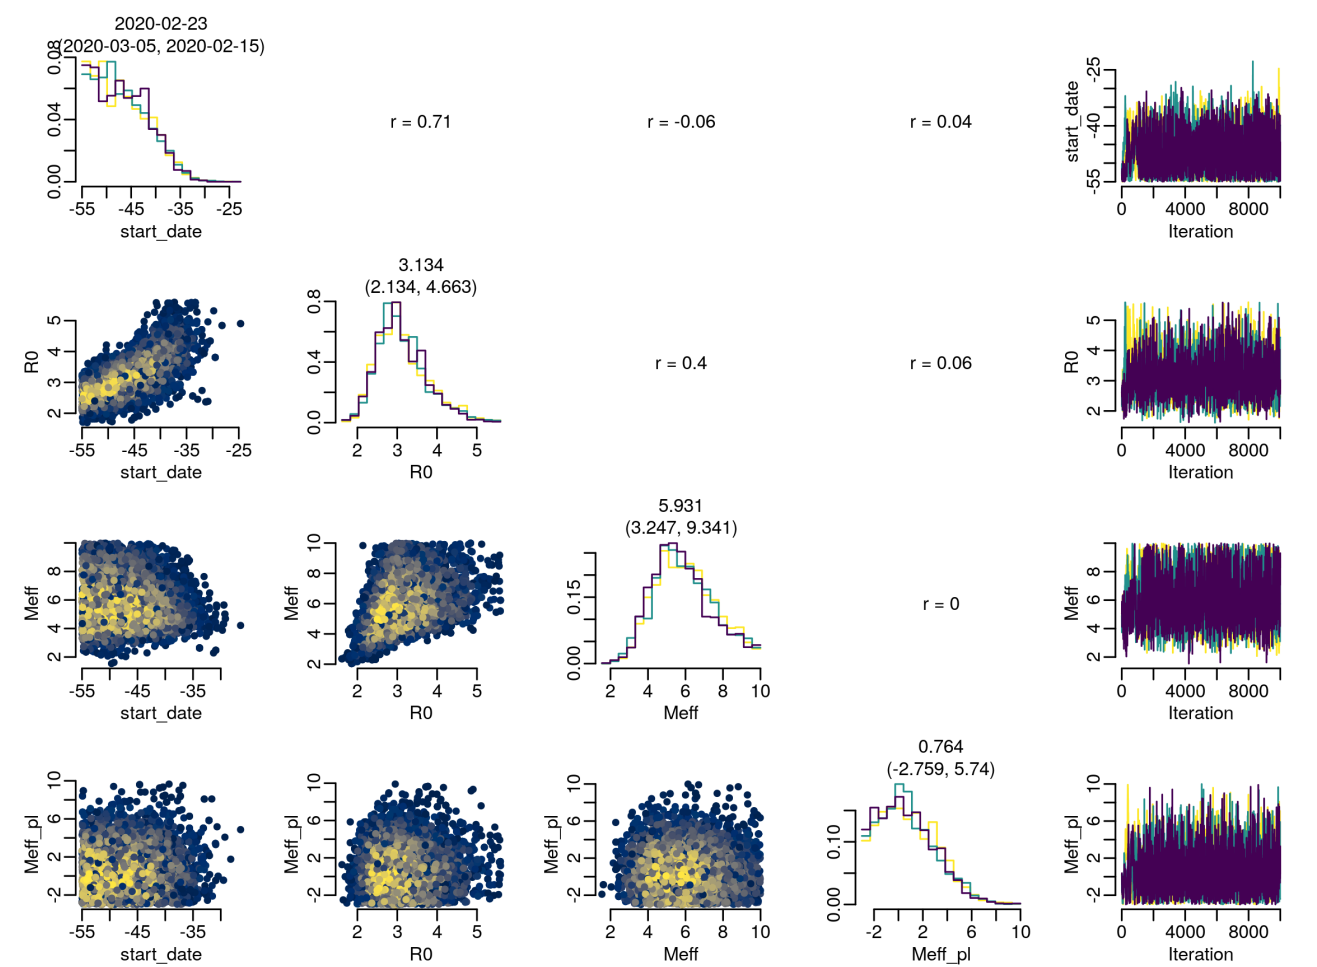 2020-02-23
(2020-03-05, 2020-02-15)
0.00 0.04 0.08
-55 -45 -35 -25
start_date
r = 0.71
r = -0.06
r = 0.04
start_date
-55 -40 -25
0 4000 8000
Iteration
R0
2 3 4 5
-55 -45 -35 -25
start_date
3.134
(2.134, 4.663)
0.0 0.4 0.8
2 3 4 5
R0
r = 0.4
r = 0.06
R0
2 3 4 5
0 4000 8000
Iteration
Meff
2 4 6 8
-55 -45 -35
start_date
Meff
2 4 6 8 10
2 3 4 5
R0
5.931
(3.247, 9.341)
0.00 0.15
2 4 6 8 10
Meff
r = 0
Meff
2 4 6 8
0 4000 8000
Iteration
Meff_pl
-2 2 6 10
-55 -45 -35
start_date
Meff_pl
-2 2 6 10
2 3 4 5
R0
Meff_pl
-2 2 6 10
2 4 6 8 10
Meff
0.764
(-2.759, 5.74)
0.00 0.10
-2 2 6 10
Meff_pl
Meff_pl
-2 2 6 10
0 4000 8000
Iteration